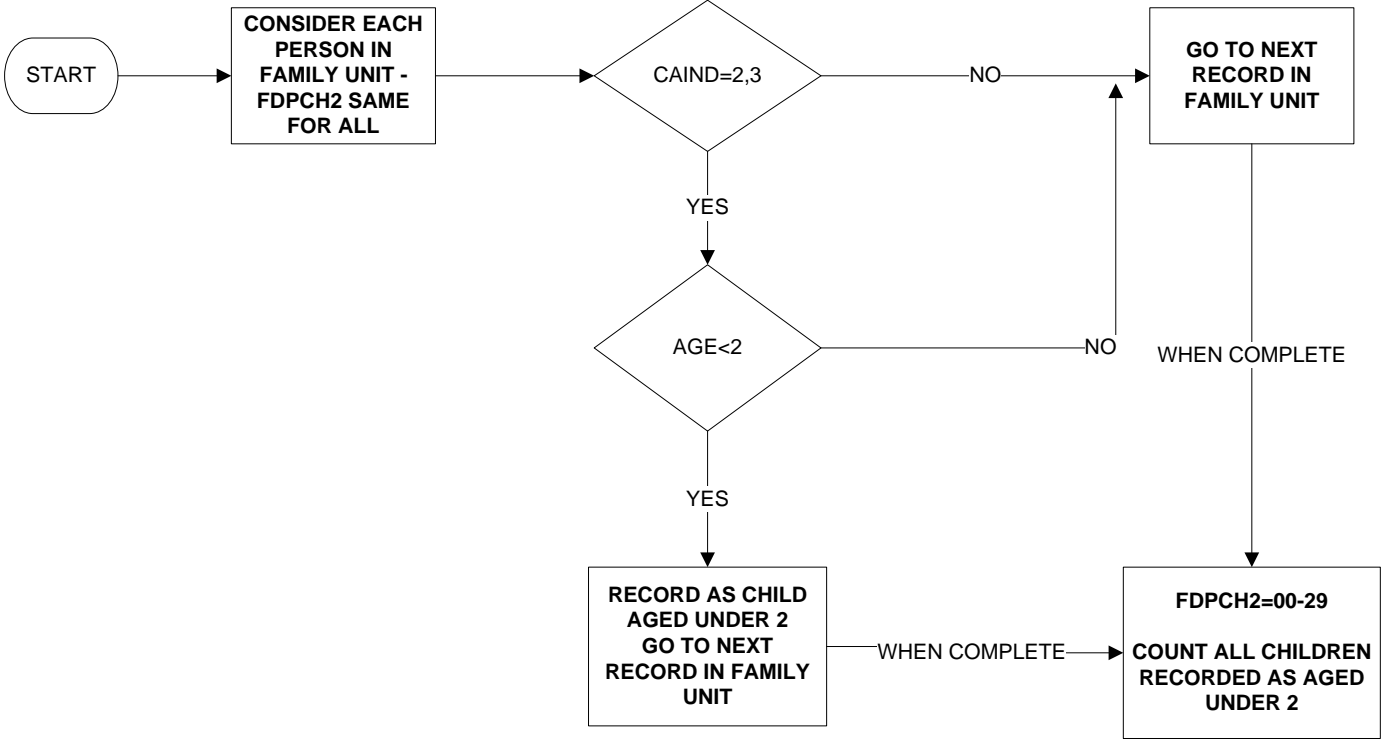 START
CONSIDER EACH
PERSON IN
FAMILY UNIT -
FDPCH2 SAME
FOR ALL
CAIND=2,3
NO
GO TO NEXT
RECORD IN
FAMILY UNIT
YES
AGE<2
NO
WHEN COMPLETE
YES
RECORD AS CHILD
AGED UNDER 2
GO TO NEXT
RECORD IN FAMILY
UNIT
WHEN COMPLETE
FDPCH2=00-29
COUNT ALL CHILDREN
RECORDED AS AGED
UNDER 2